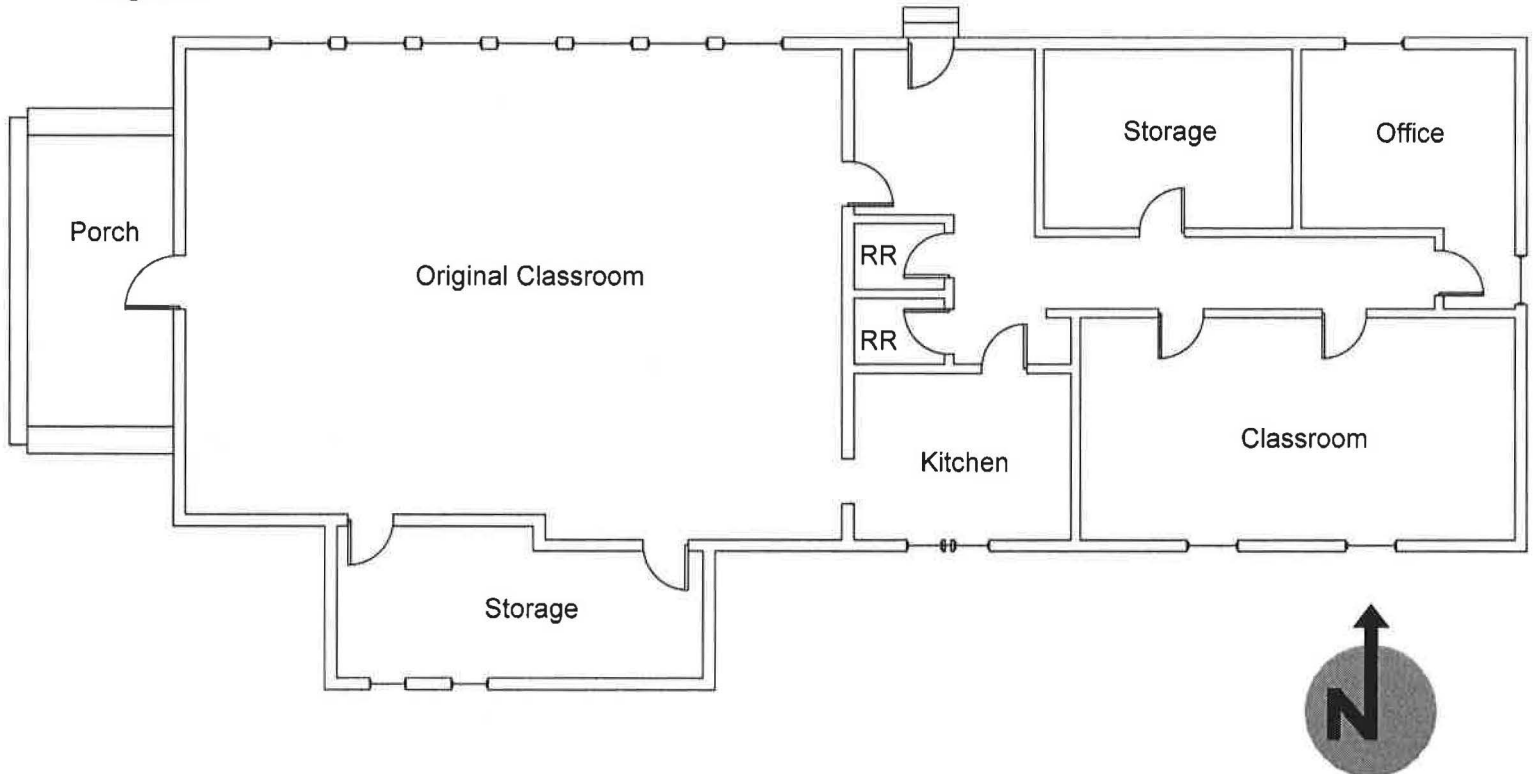 Storage
Office
Porch
Original Classroom
RR
RR
Kitchen
Classroom
Storage
N